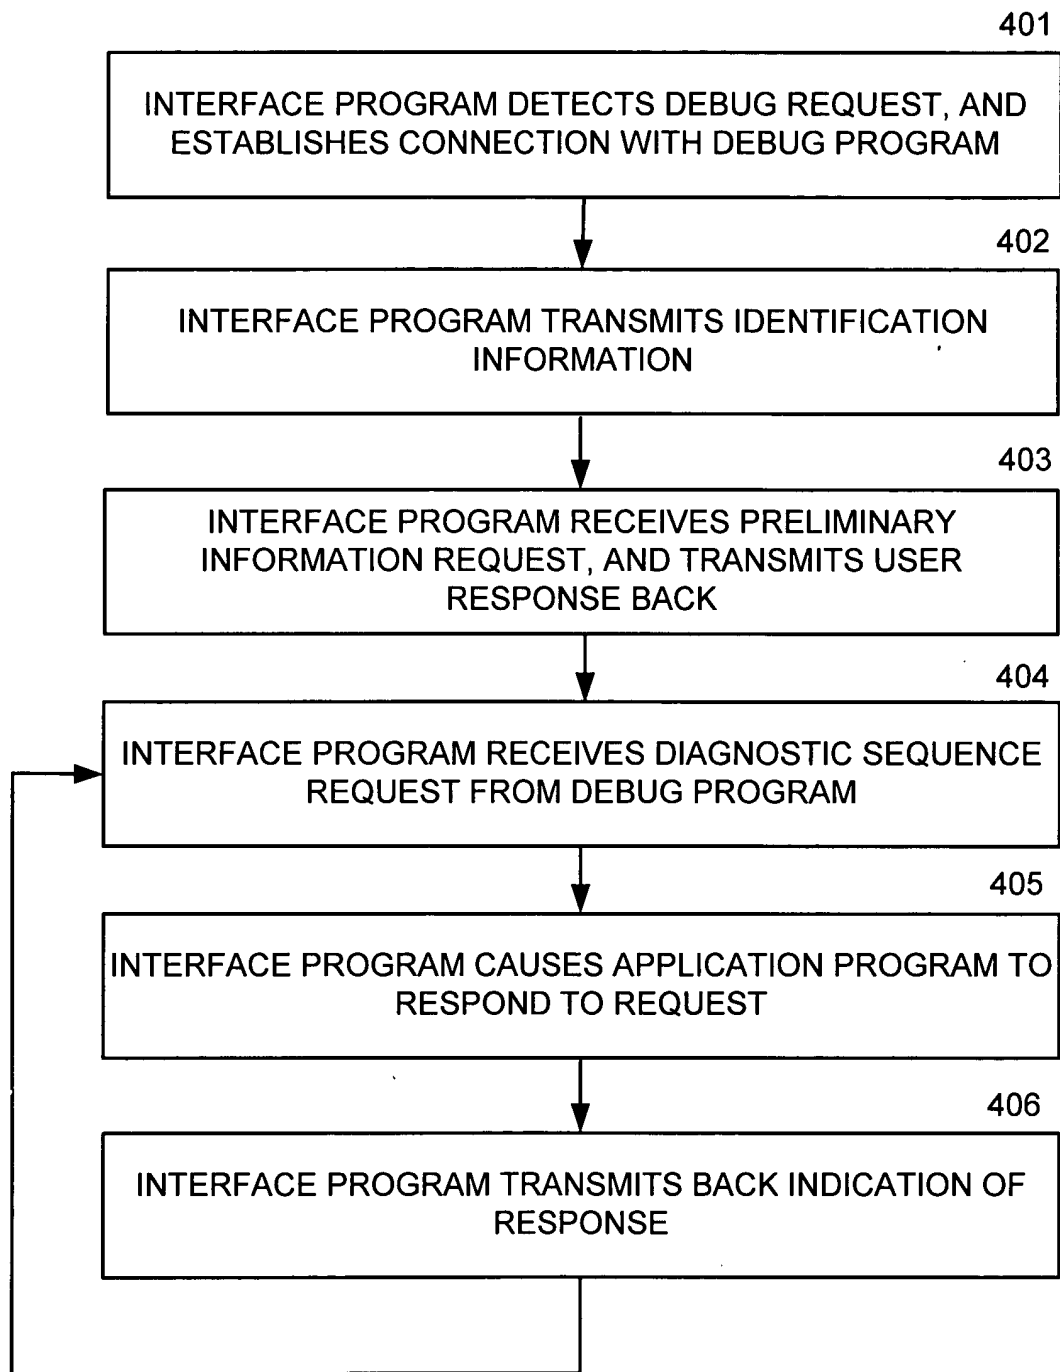 401
INTERFACE PROGRAM DETECTS DEBUG REQUEST, AND
ESTABLISHES CONNECTION WITH DEBUG PROGRAM
402
INTERFACE PROGRAM TRANSMITS IDENTIFICATION
INFORMATION
403
INTERFACE PROGRAM RECEIVES PRELIMINARY
INFORMATION REQUEST, AND TRANSMITS USER
RESPONSE BACK
404
INTERFACE PROGRAM RECEIVES DIAGNOSTIC SEQUENCE
REQUEST FROM DEBUG PROGRAM
405
INTERFACE PROGRAM CAUSES APPLICATION PROGRAM TO
RESPOND TO REQUEST
406
INTERFACE PROGRAM TRANSMITS BACK INDICATION OF
RESPONSE